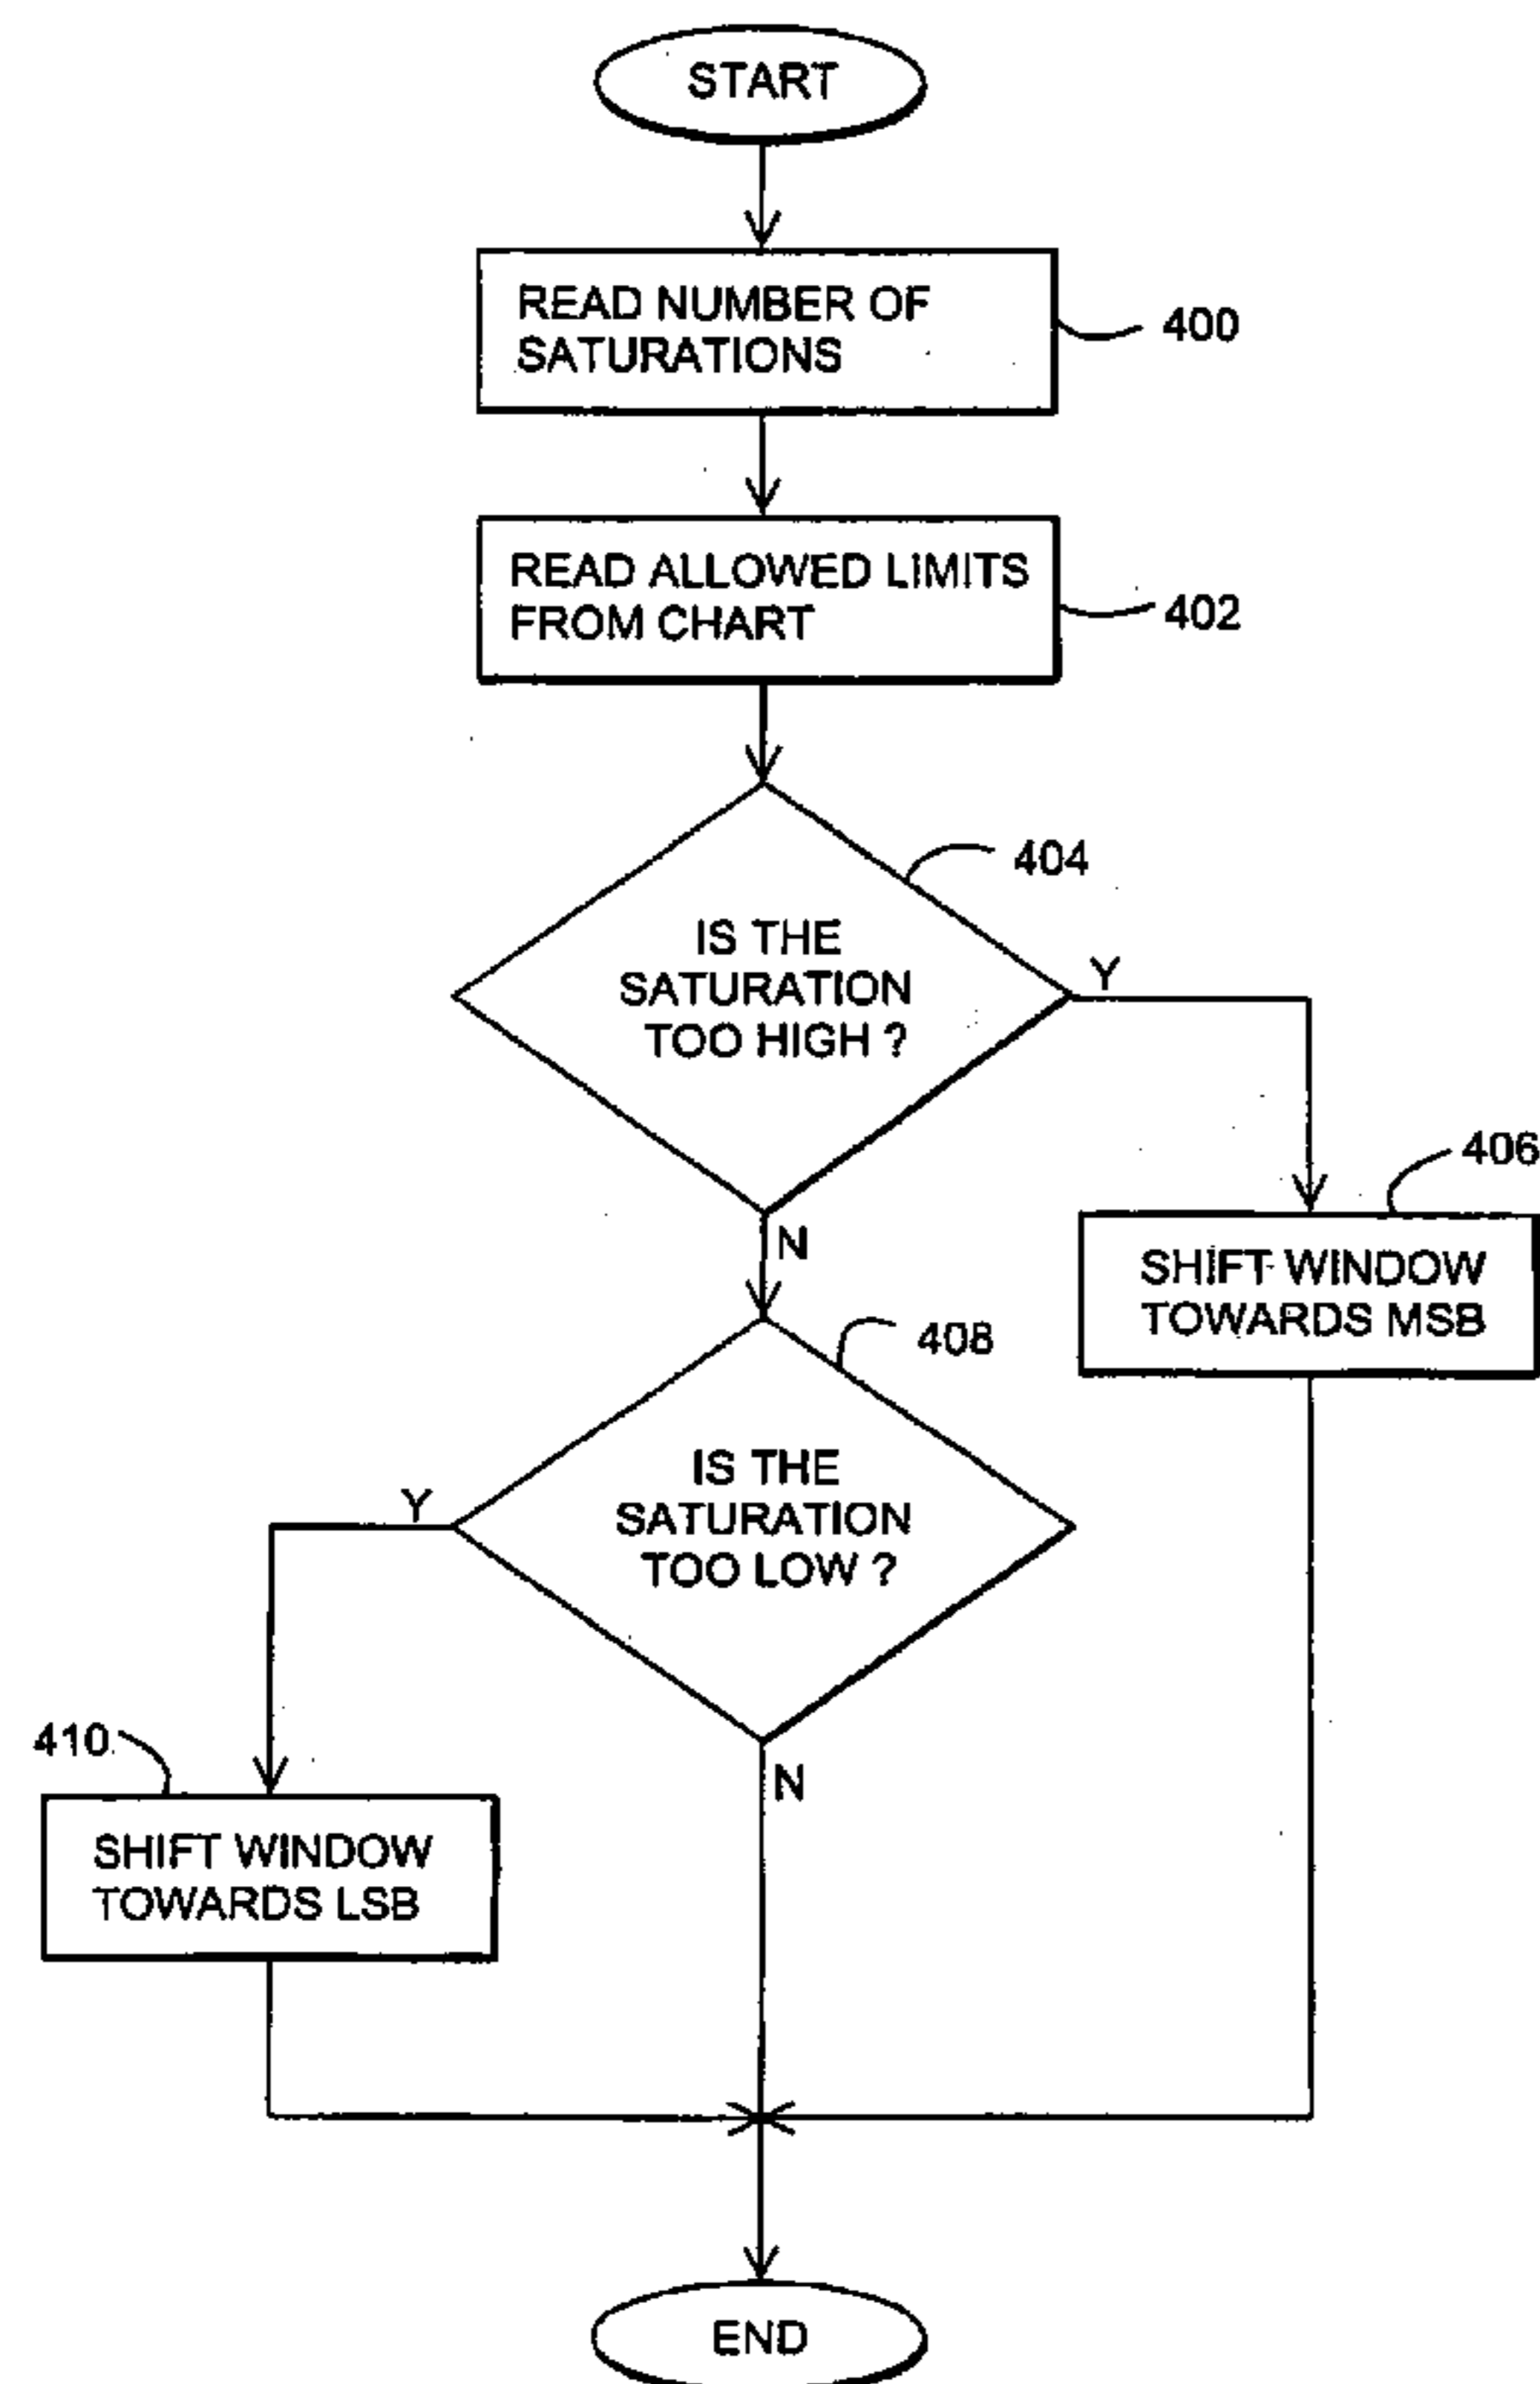 START
READ NUMBER OF
SATURATIONS
400
READ ALLOWED LIMITS
FROM CHART
402
404
IS THE
SATURATION
TOO HIGH ?
Y
406
N
SHIFT WINDOW
TOWARDS MSB
408
IS THE
SATURATION
TOO LOW ?
Y
410
N
SHIFT WINDOW
TOWARDS LSB
END